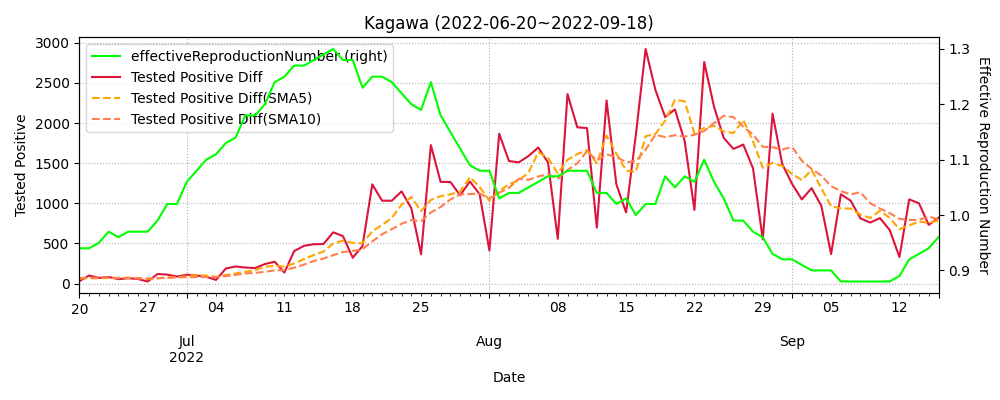 Kagawa (2022-06-20~2022-09-18)
effectiveReproductionNumber (right)
Tested Positive Diff
Tested Positive Diff(SMA5)
Tested Positive Diff(SMA10)
Tested Positive
3000
2500
2000
1500
1000
500
0
1.3
1.2
1.1
1.0
0.9
Effective Reproduction Number
20 27 04 11 18 25 08 15 22 29 05 12
Jul Aug Sep
2022
Date